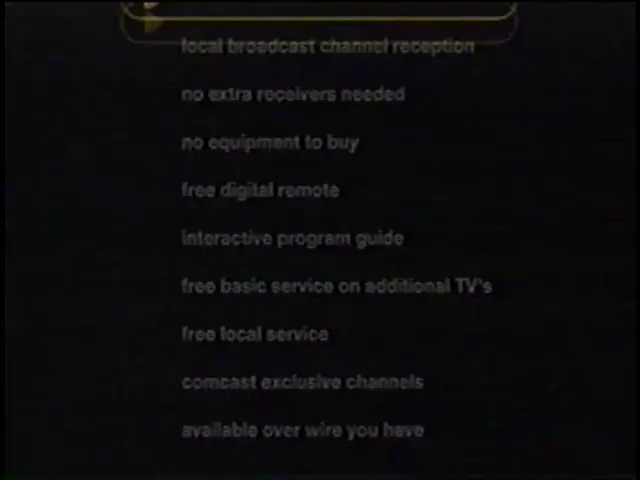 local broadcast channel reception
no extra receivers needed
no equipment to buy
free digital remote
interactive program guide
free basic service on additional TV's
free local service
comcast exclusive channels
available over wire you have